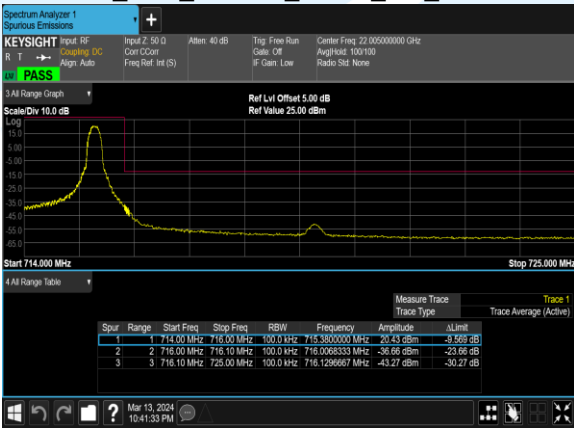 Spectrum Analyzer 1
Spurious Emissions
KEYSIGHT Input: RF Input Z: 50 Ω Atten: 40 dB Trig: Free Run Center Freq: 22.005000000 GHz
R T Coupling: DC Corr CCorr Gate: Off Avg|Hold: 100/100
Align: Auto Freq Ref: Int (S) IF Gain: Low Radio Std: None
PASS
3 All Range Graph
Ref Lvl Offset 5.00 dB
Scale/Div 10.0 dB Ref Value 25.00 dBm
Log
15.0
5.00
-5.00
-15.0
-25.0
-35.0
-45.0
-55.0
-65.0
Start 714.000 MHz Stop 725.000 MHz
4 All Range Table
Measure Trace Trace 1
Trace Type Trace Average (Active)
Spur Range Start Freq Stop Freq RBW Frequency Amplitude ΔLimit
1 1 714.00 MHz 716.00 MHz 100.0 kHz 715.3800000 MHz 20.43 dBm -9.569 dB
2 2 716.00 MHz 716.10 MHz 100.0 kHz 716.0068333 MHz -36.66 dBm -23.66 dB
3 3 716.10 MHz 725.00 MHz 100.0 kHz 716.1296667 MHz -43.27 dBm -30.27 dB
Mar 13, 2024
10:41:33 PM